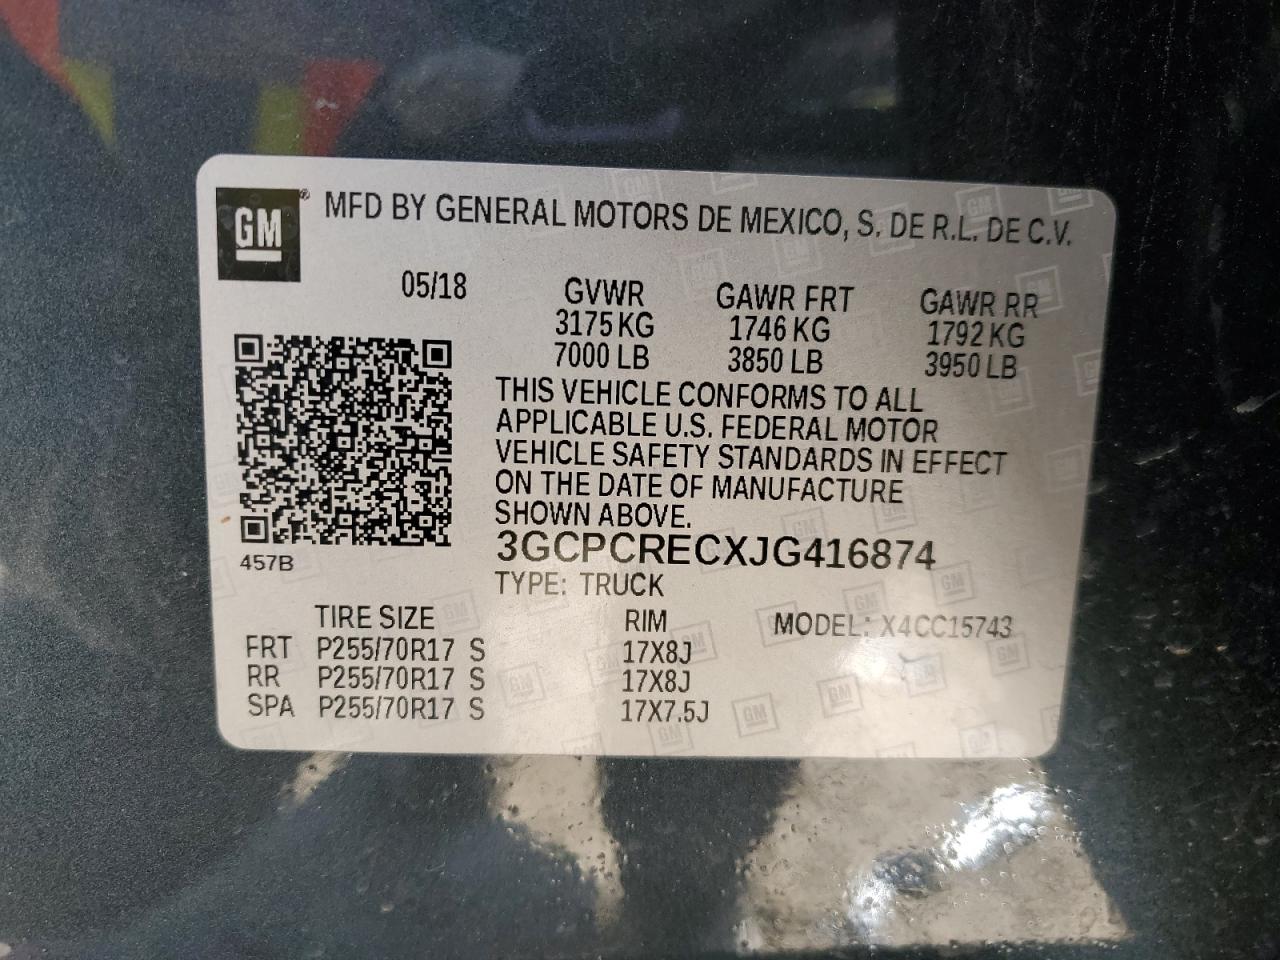 GM® MFD BY GENERAL MOTORS DE MEXICO, S. DE R.L. DE C.V.
05/18 GVWR GAWR FRT GAWR RR
3175 KG 1746 KG 1792 KG
7000 LB 3850 LB 3950 LB
THIS VEHICLE CONFORMS TO ALL
APPLICABLE U.S. FEDERAL MOTOR
VEHICLE SAFETY STANDARDS IN EFFECT
ON THE DATE OF MANUFACTURE
SHOWN ABOVE.
3GCPCRECXJG416874
457B
TYPE: TRUCK
TIRE SIZE RIM MODEL: X4CC15743
FRT P255/70R17 S 17X8J
RR P255/70R17 S 17X8J
SPA P255/70R17 S 17X7.5J